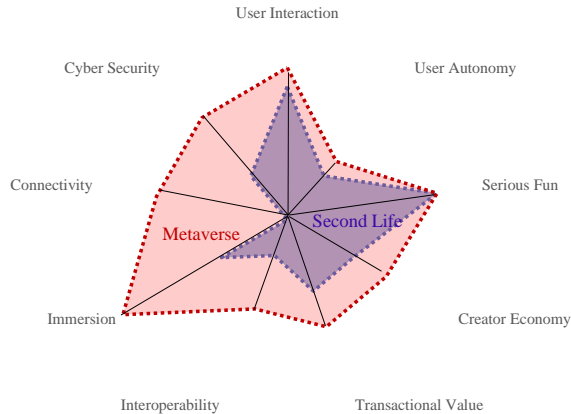 User Interaction
Cyber Security
User Autonomy
Connectivity
Serious Fun
Metaverse
Second Life
Immersion
Creator Economy
Interoperability
Transactional Value